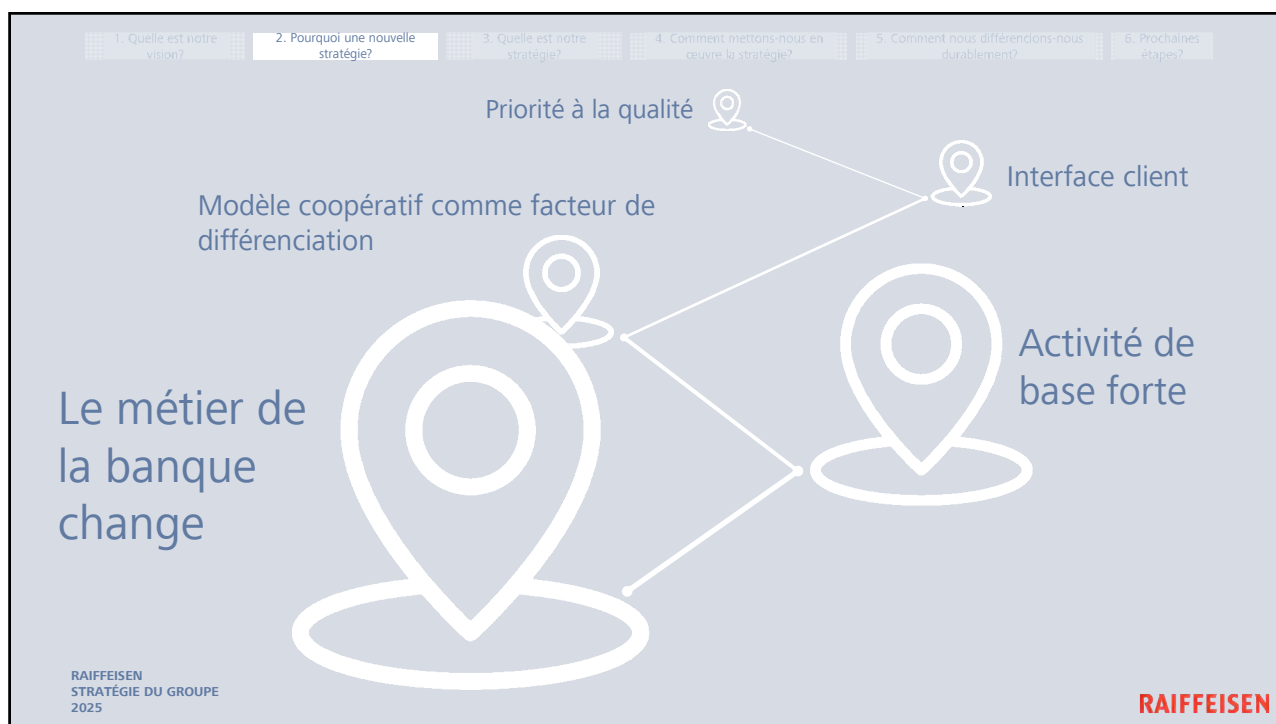 1. Quelle est notre
vision?
2. Pourquoi une nouvelle
stratégie?
3. Quelle est notre
stratégie?
4. Comment mettons-nous en
œuvre la stratégie?
5. Comment nous différencions-nous
durablement?
6. Prochaines
étapes?
Priorité à la qualité
Interface client
Modèle coopératif comme facteur de
différenciation
Activité de
base forte
Le métier de
la banque
change
RAIFFEISEN
STRATÉGIE DU GROUPE
2025
RAIFFEISEN